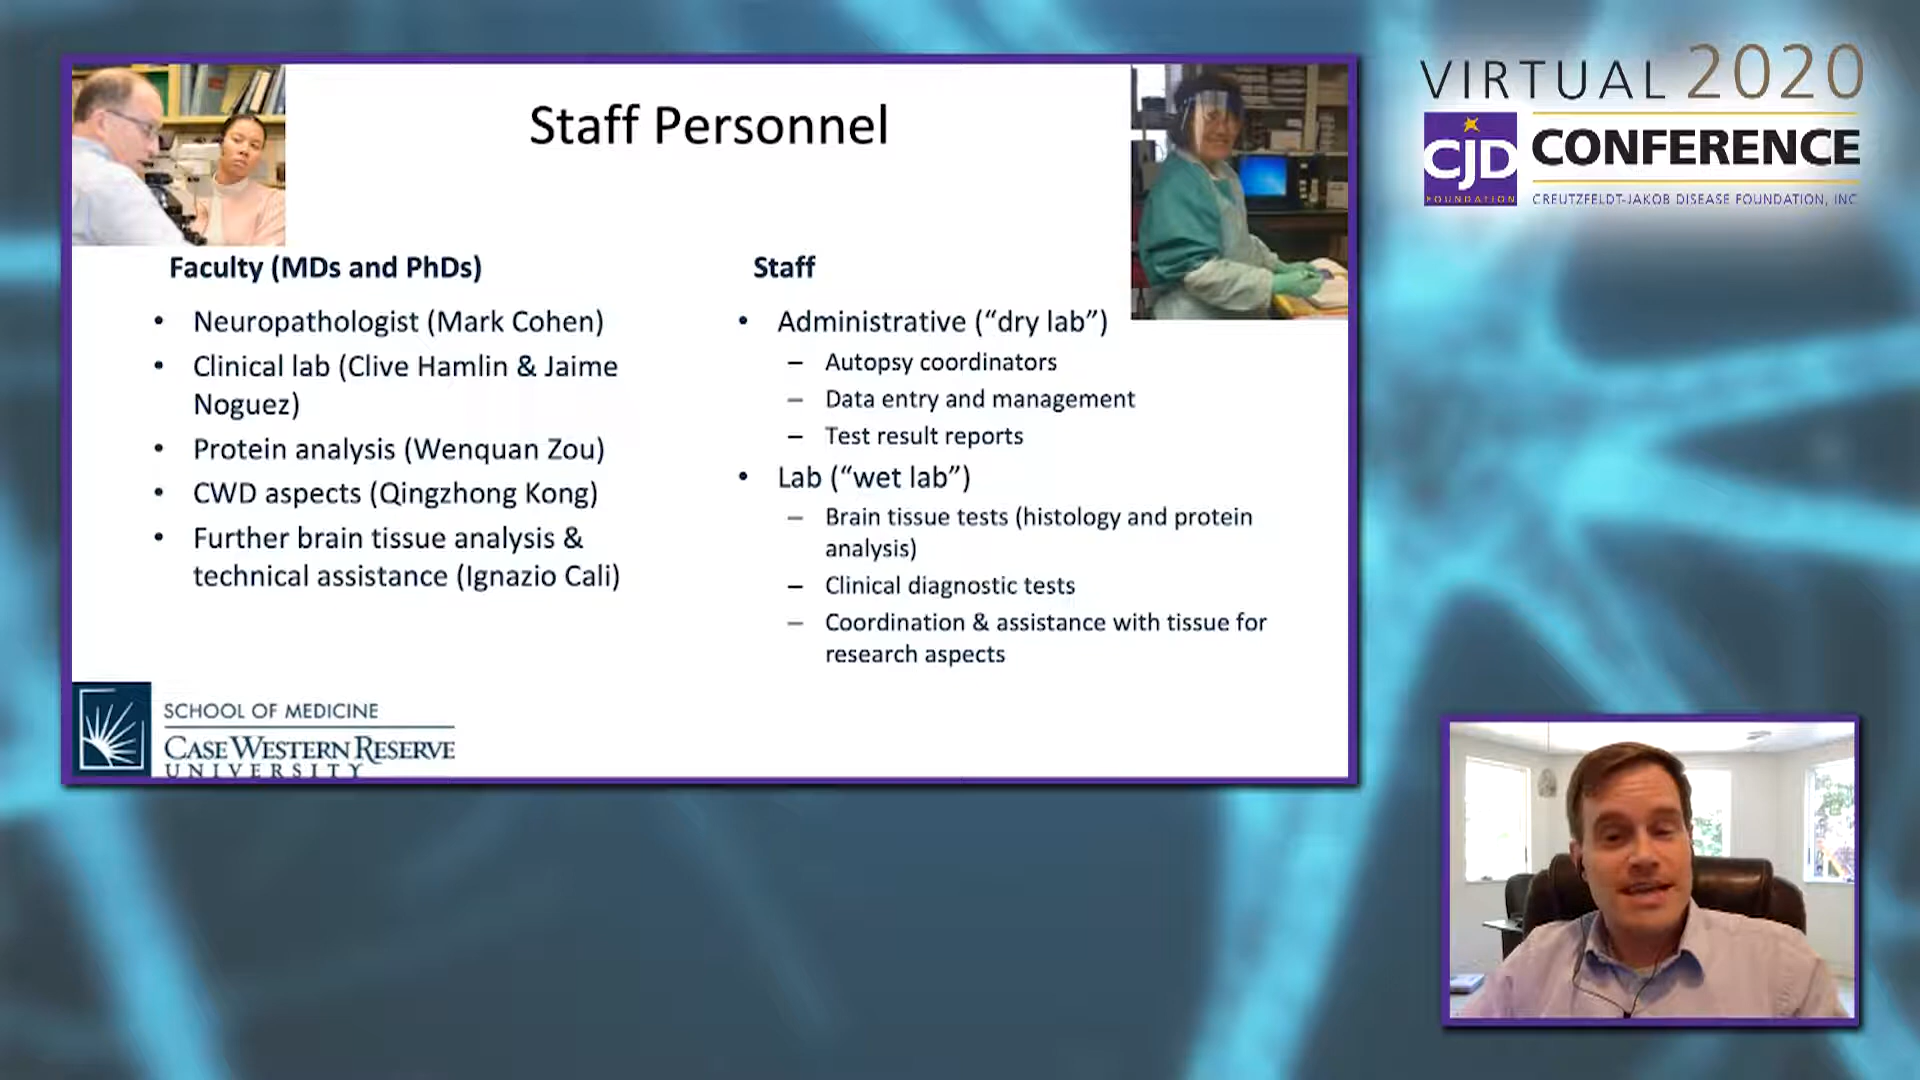 Staff Personnel
Faculty (MDs and PhDs)
• Neuropathologist (Mark Cohen)
• Clinical lab (Clive Hamlin & Jaime
Noguez)
• Protein analysis (Wenquan Zou)
• CWD aspects (Qingzhong Kong)
• Further brain tissue analysis &
technical assistance (Ignazio Cali)
Staff
• Administrative (“dry lab”)
– Autopsy coordinators
– Data entry and management
– Test result reports
• Lab (“wet lab”)
– Brain tissue tests (histology and protein
analysis)
– Clinical diagnostic tests
– Coordination & assistance with tissue for
research aspects
SCHOOL OF MEDICINE
CASE WESTERN RESERVE
UNIVERSITY
VIRTUAL 2020
CJD
FOUNDATION
CONFERENCE
CREUTZFELDT-JAKOB DISEASE FOUNDATION, INC